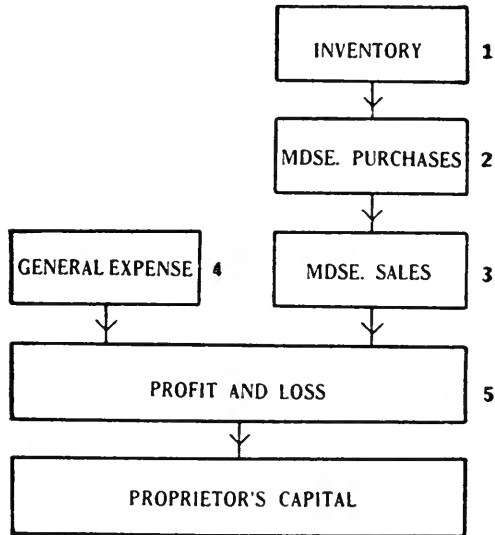 INVENTORY 1
MDSE. PURCHASES 2
GENERAL EXPENSE 4
MDSE. SALES 3
PROFIT AND LOSS 5
PROPRIETOR'S CAPITAL